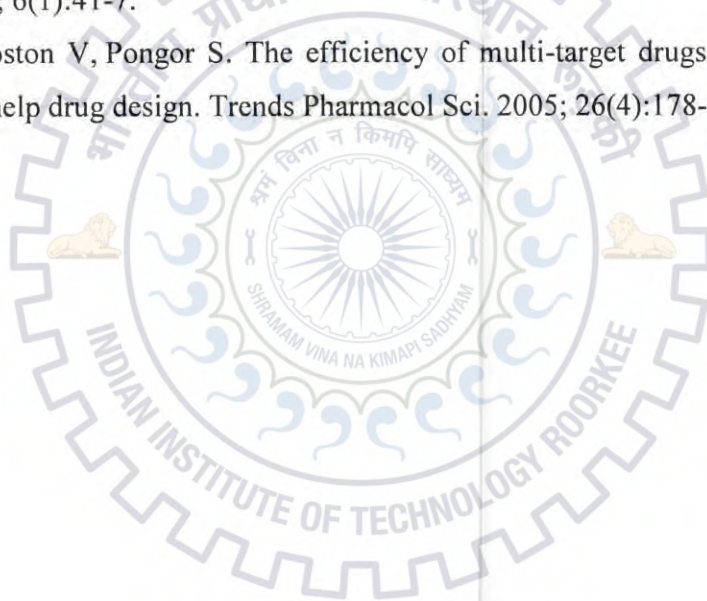 ; 6(1):41-7.
oston V, Pongor S. The efficiency of multi-target drugs
help drug design. Trends Pharmacol Sci. 2005; 26(4):178-
श्रमं विना न किमपि साध्यम्
SHRAMAM VINA NA KIMAPI SADHYAM
INDIAN INSTITUTE OF TECHNOLOGY ROORKEE